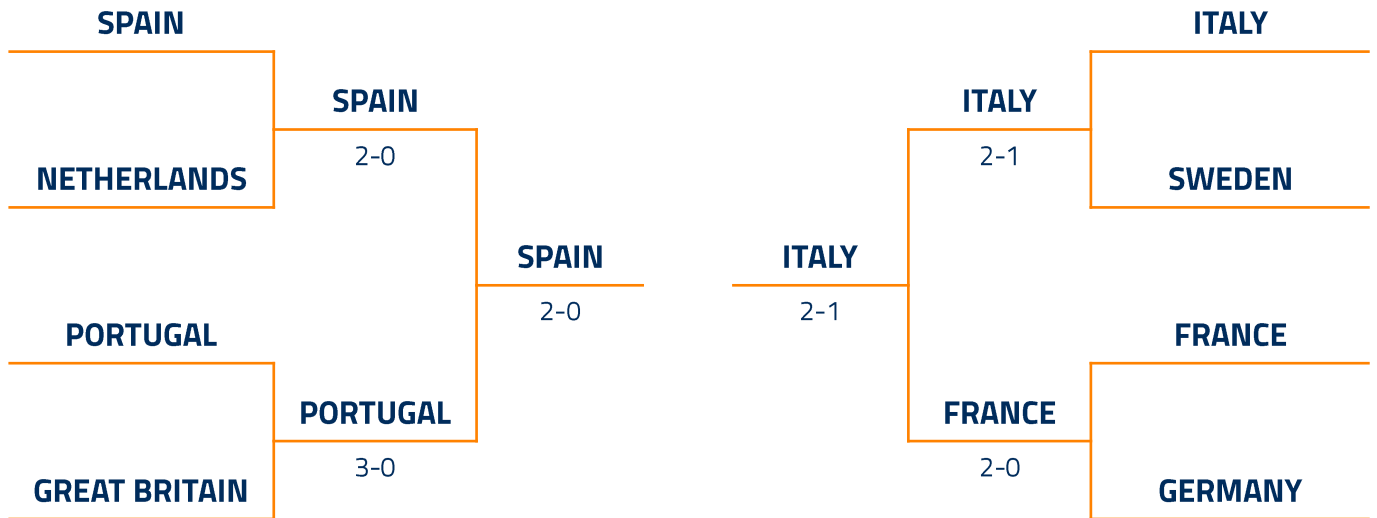 SPAIN
NETHERLANDS
SPAIN
2-0
PORTUGAL
GREAT BRITAIN
PORTUGAL
3-0
SPAIN
2-0
ITALY
2-1
ITALY
2-1
FRANCE
2-0
ITALY
SWEDEN
FRANCE
GERMANY